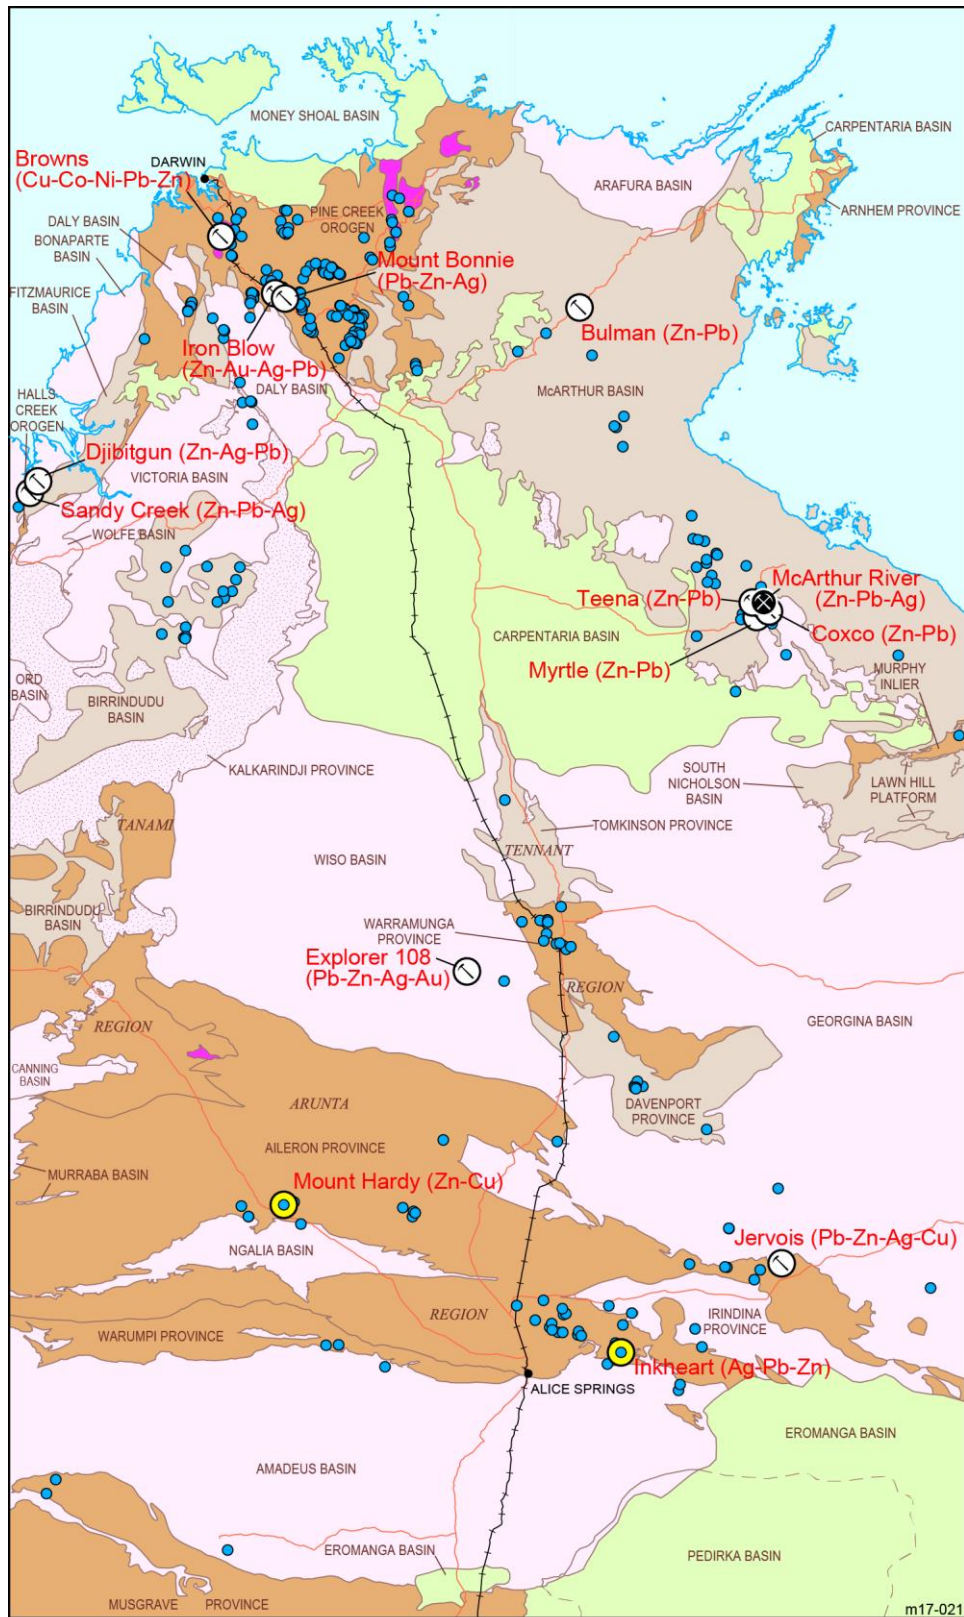 MONEY SHOAL BASIN
CARPENTARIA BASIN
Browns
(Cu-Co-Ni-Pb-Zn)
DARWIN
ARAFURA BASIN
PINE CREEK
OROGEN
ARNHEM PROVINCE
DALY BASIN
BONAPARTE
BASIN
Mount Bonnie
(Pb-Zn-Ag)
FITZMAURICE
BASIN
Bulman (Zn-Pb)
Iron Blow
(Zn-Au-Ag-Pb)
DALY BASIN
McARTHUR BASIN
HALLS
CREEK
OROGEN
Djibitgun (Zn-Ag-Pb)
VICTORIA BASIN
Sandy Creek (Zn-Pb-Ag)
WOLFE BASIN
McArthur River
(Zn-Pb-Ag)
Teena (Zn-Pb)
Coxco (Zn-Pb)
CARPENTARIA BASIN
Myrtle (Zn-Pb)
MURPHY
INLIER
ORD
BASIN
BIRRINDUDU
BASIN
KALKARINDJI PROVINCE
SOUTH
NICHOLSON
BASIN
LAWN HILL
PLATFORM
TANAMI
TOMKINSON PROVINCE
WISO BASIN
TENNANT
BIRRINDUDU
BASIN
WARRAMUNGA
PROVINCE
Explorer 108
(Pb-Zn-Ag-Au)
REGION
GEORGINA BASIN
REGION
CANNING
BASIN
ARUNTA
DAVENPORT
PROVINCE
AILERON PROVINCE
MURRABA BASIN
Mount Hardy (Zn-Cu)
Jervois (Pb-Zn-Ag-Cu)
NGALIA BASIN
REGION
IRINDINA
PROVINCE
WARUMPI PROVINCE
Inkheart (Ag-Pb-Zn)
ALICE SPRINGS
EROMANGA BASIN
AMADEUS BASIN
EROMANGA BASIN
PEDIRKA BASIN
MUSGRAVE PROVINCE
m17-021